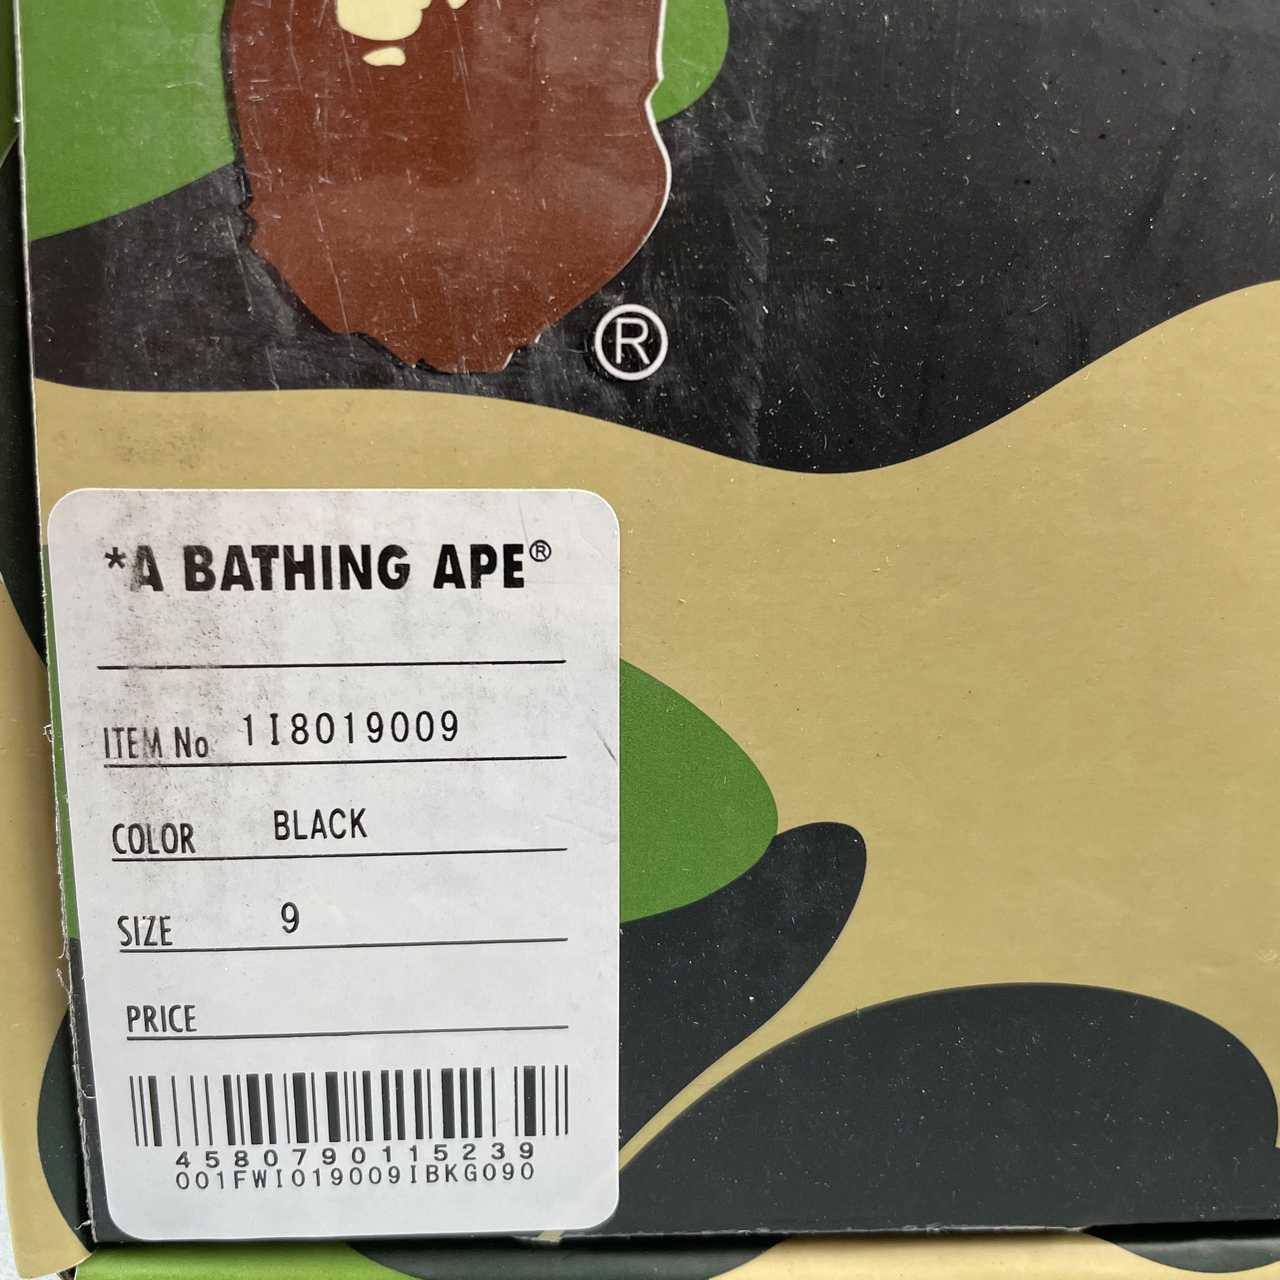 ®
*A BATHING APE®
ITEM No 1I8019009
COLOR BLACK
SIZE 9
PRICE
4580790115239
001FWI019009IBKG090